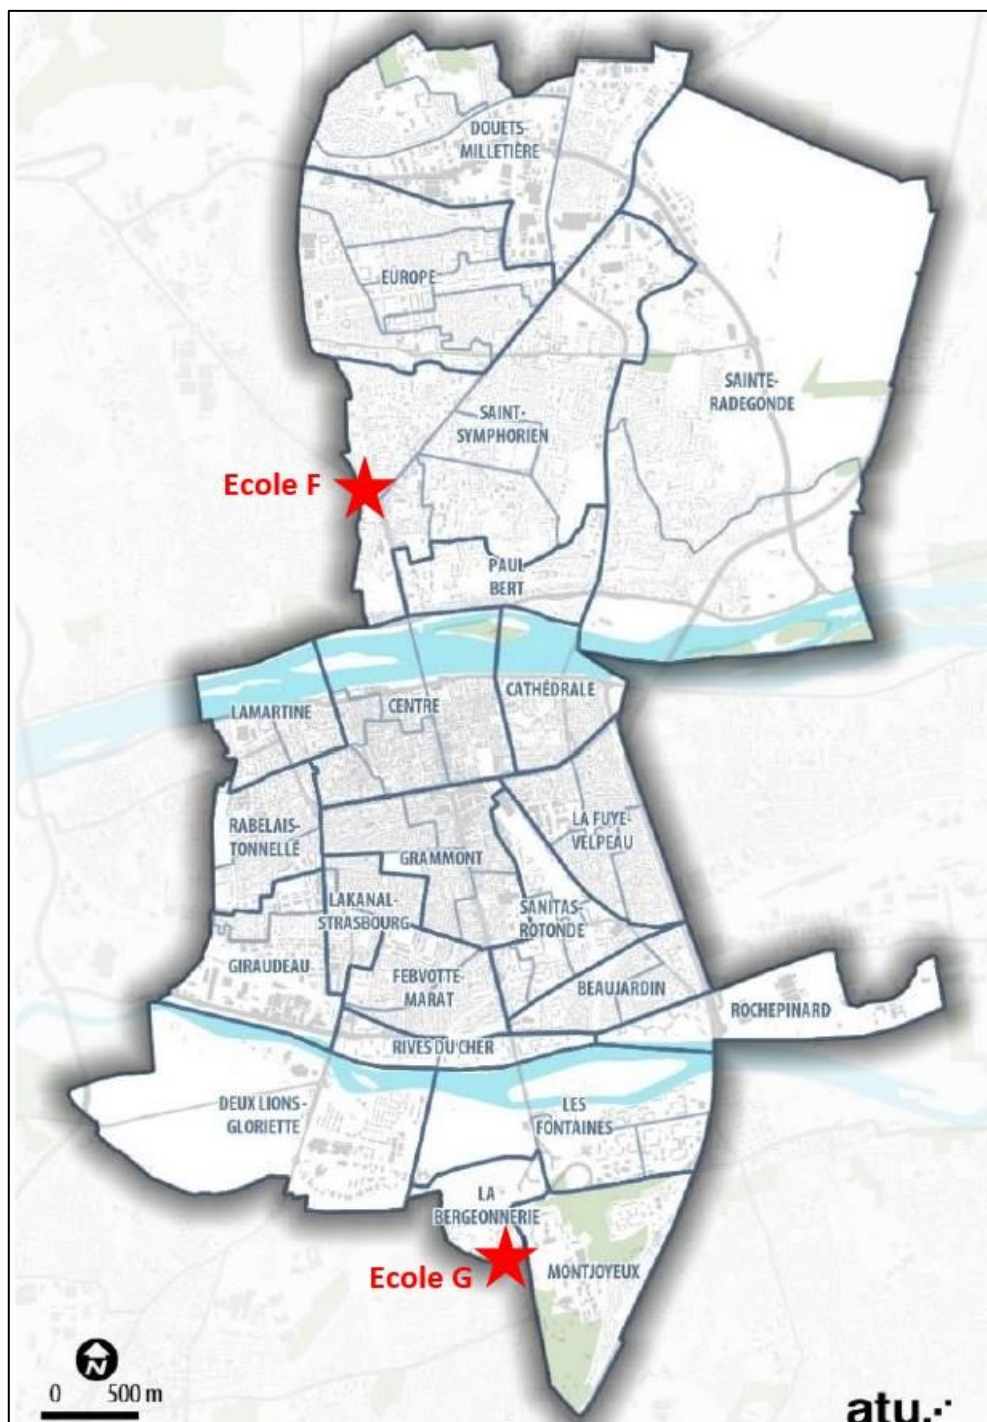 DOUETS-
MILLETIÈRE
EUROPE
SAINTE-
RADEGONDE
SAINT-
SYMPHORIEN
Ecole F
PAUL
BERT
CATHÉDRALE
LAMARTINE
CENTRE
RABELAIS-
TONNELLÉ
LA FUYE-
VELPEAU
GRAMMONT
LAKANAL-
STRASBOURG
SANITAS-
ROTONDE
GIRAUDEAU
FEBVOTTE-
MARAT
BEAUJARDIN
ROCHEPINARD
RIVES DU CHER
DEUX LIONS-
GLORIETTE
LES
FONTAINES
LA
BERGEONNERIE
Ecole G
MONTJOYEUX
N
0 500 m
atu